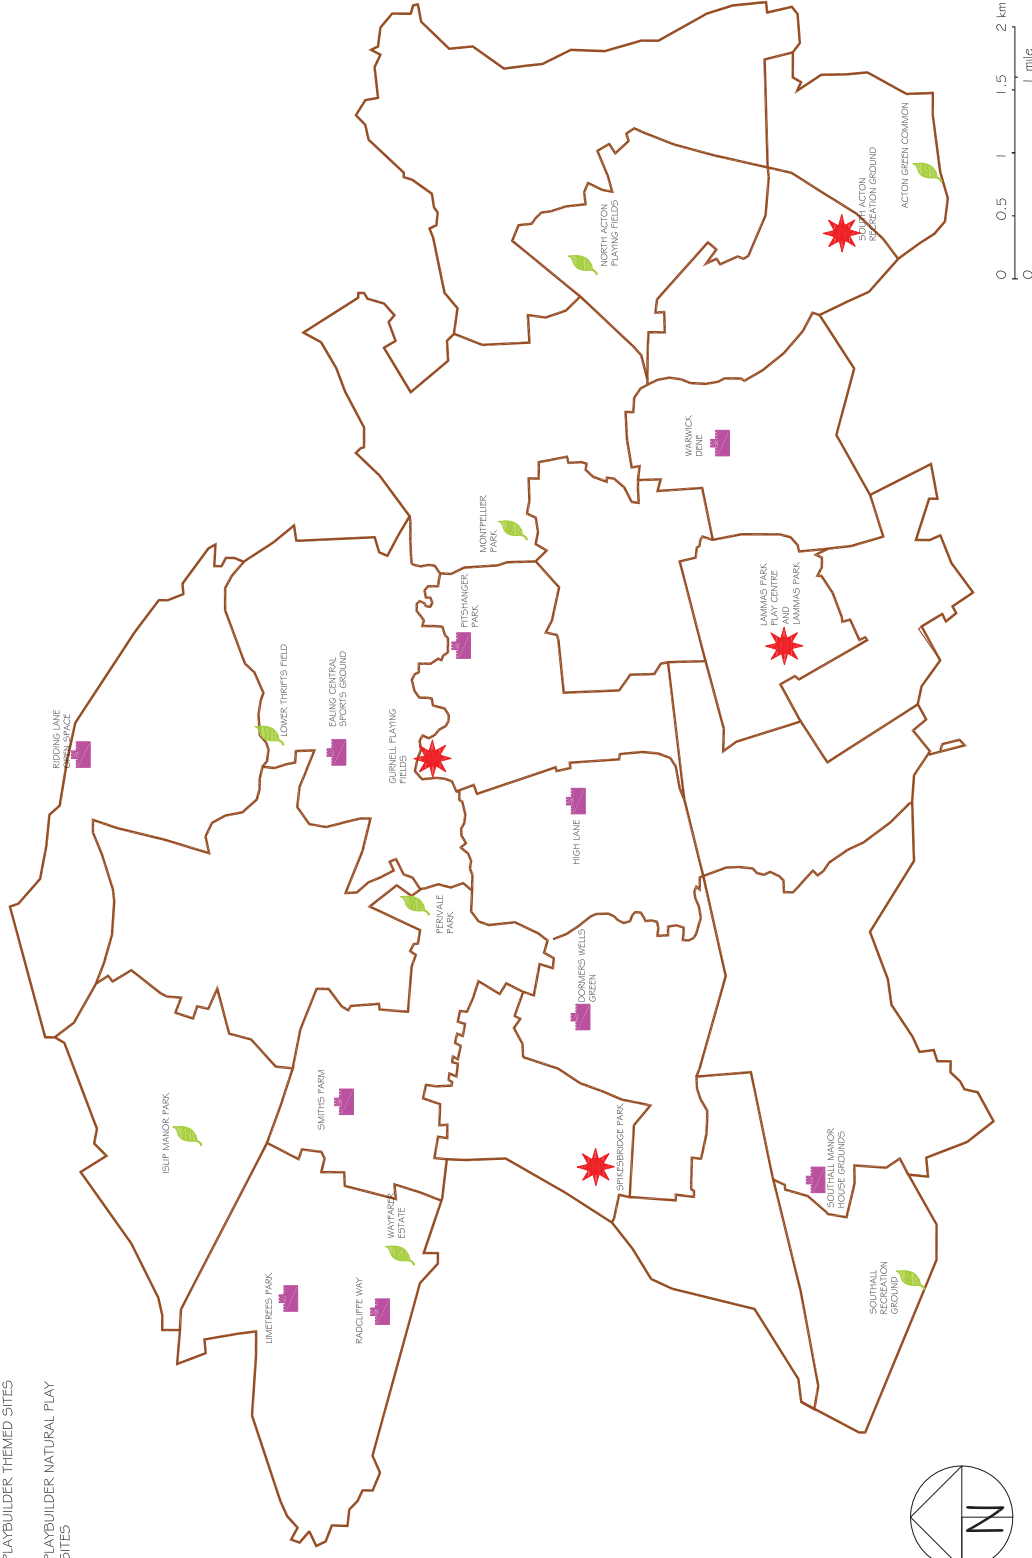 PLAYBUILDER THEMED SITES
PLAYBUILDER NATURAL PLAY
SITES
RIDDING LANE
OPEN SPACE
ISLIP MANOR PARK
LIMETREES PARK
LOWER THRIFTS FIELD
SMITHS FARM
EALING CENTRAL
SPORTS GROUND
RADCLIFFE WAY
WAYFARER
ESTATE
GURNELL PLAYING
FIELDS
PERIVALE
PARK
FITSHANGER
PARK
MONTPELLIER
PARK
HIGH LANE
DORMERS WELLS
GREEN
NORTH ACTON
PLAYING FIELDS
SPIKESBRIDGE PARK
WARWICK
DENE
LAMMAS PARK
PLAY CENTRE
AND
LAMMAS PARK
SOUTHALL MANOR
HOUSE GROUNDS
SOUTH ACTON
RECREATION GROUND
SOUTHALL
RECREATION
GROUND
ACTON GREEN COMMON
N
0 0.5 1 1.5 2 km
0 1 mile